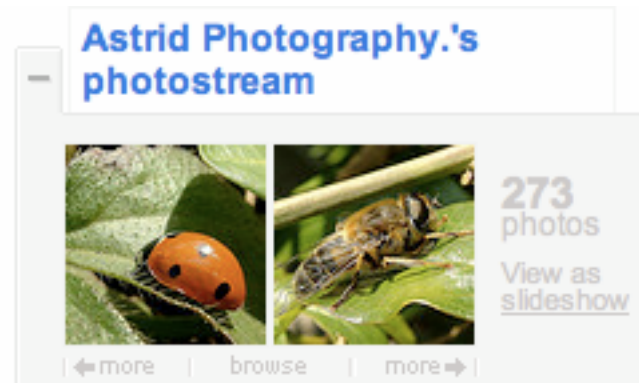 Astrid Photography.'s
photostream
273
photos
View as
slideshow
more
browse
more